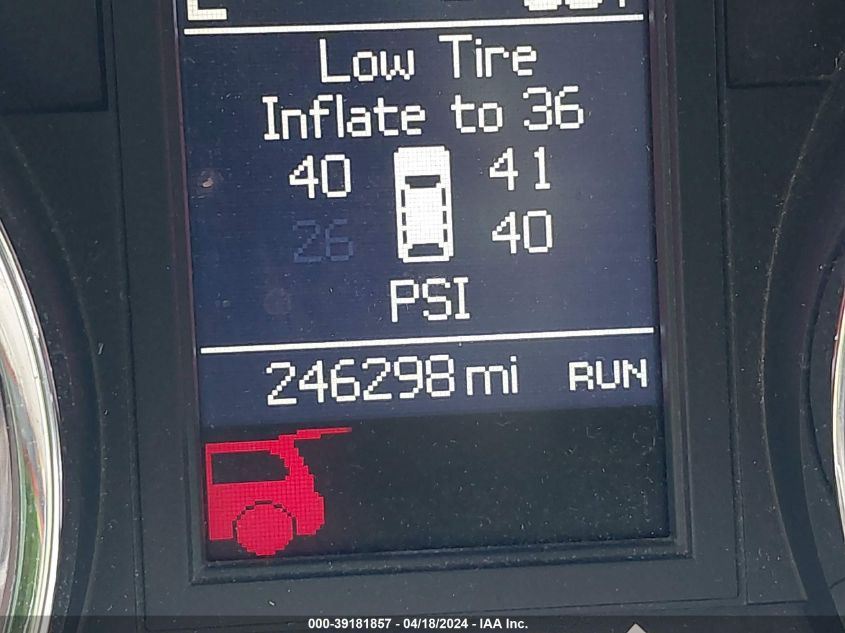 Low Tire
Inflate to 36
40 41
26 40
PSI
246298 mi RUN
000-39181857 - 04/18/2024 - IAA Inc.